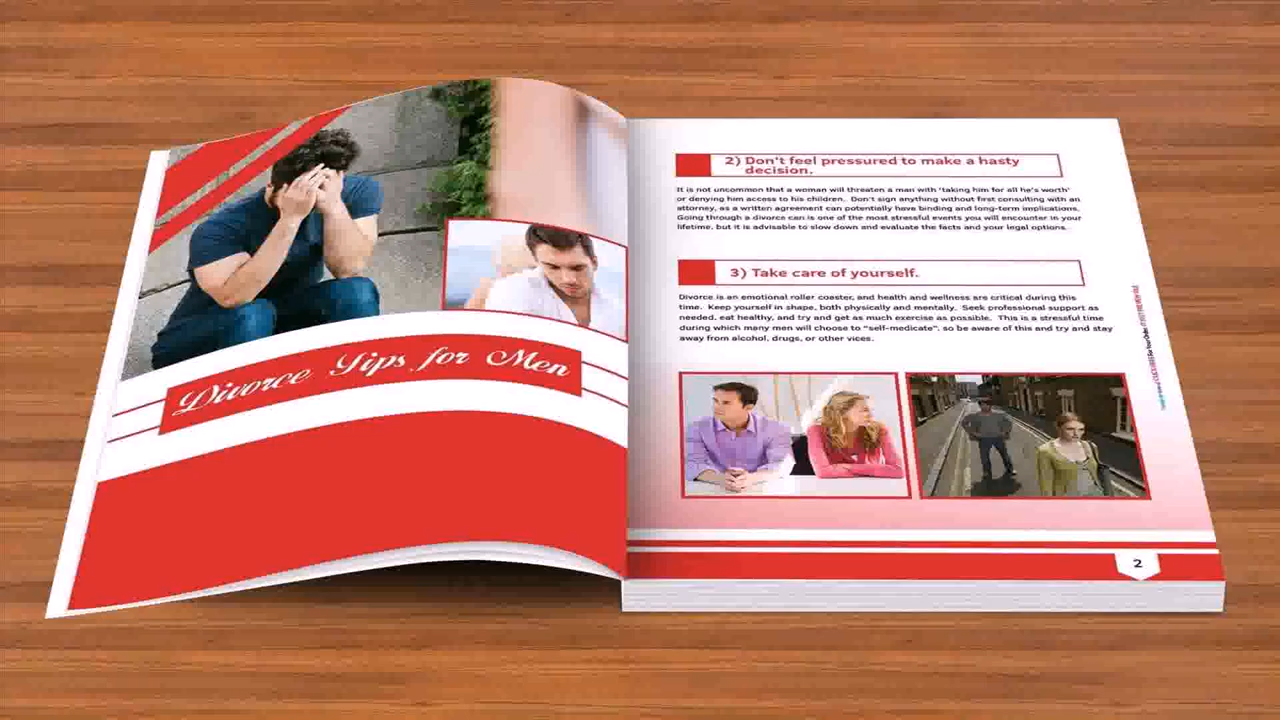 Divorce Tips for Men
2) Don't feel pressured to make a hasty
decision.
It is not uncommon that a woman will threaten a man with 'taking him for all he's worth'
or denying him access to his children. Don't sign anything without first consulting with an
attorney, as a written agreement can potentially have binding and long-term implications.
Going through a divorce can is one of the most stressful events you will encounter in your
lifetime, but it is advisable to slow down and evaluate the facts and your legal options.
3) Take care of yourself.
Divorce is an emotional roller coaster, and health and wellness are critical during this
time. Keep yourself in shape, both physically and mentally. Seek professional support as
needed, eat healthy, and try and get as much exercise as possible. This is a stressful time
during which many men will choose to "self-medicate", so be aware of this and try and stay
away from alcohol, drugs, or other vices.
2